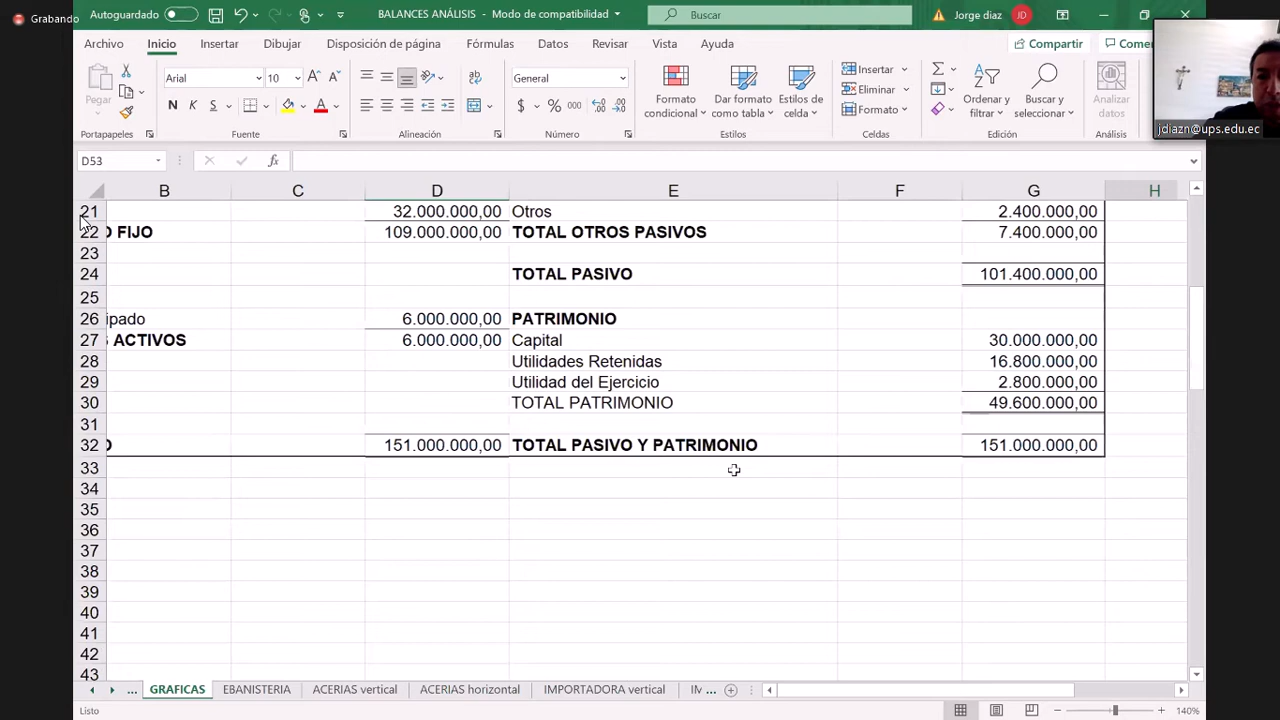 Grabando
Autoguardado BALANCES ANÁLISIS - Modo de compatibilidad Buscar Jorge diaz JD
Archivo Inicio Insertar Dibujar Disposición de página Fórmulas Datos Revisar Vista Ayuda Compartir Comen
Pegar Arial 10 N K S General $ % 000 Formato condicional Dar formato como tabla Estilos de celda Insertar Eliminar Formato Ordenar y filtrar Buscar y seleccionar Analizar datos
Portapapeles Fuente Alineación Número Estilos Celdas Edición Análisis
jdiazn@ups.edu.ec
D53 fx
B C D E F G H
21 32.000.000,00 Otros 2.400.000,00
22 O FIJO 109.000.000,00 TOTAL OTROS PASIVOS 7.400.000,00
23
24 TOTAL PASIVO 101.400.000,00
25
26 ipado 6.000.000,00 PATRIMONIO
27 S ACTIVOS 6.000.000,00 Capital 30.000.000,00
28 Utilidades Retenidas 16.800.000,00
29 Utilidad del Ejercicio 2.800.000,00
30 TOTAL PATRIMONIO 49.600.000,00
31
32 O 151.000.000,00 TOTAL PASIVO Y PATRIMONIO 151.000.000,00
33
34
35
36
37
38
39
40
41
42
43
... GRAFICAS EBANISTERIA ACERIAS vertical ACERIAS horizontal IMPORTADORA vertical IM ...
Listo 140%